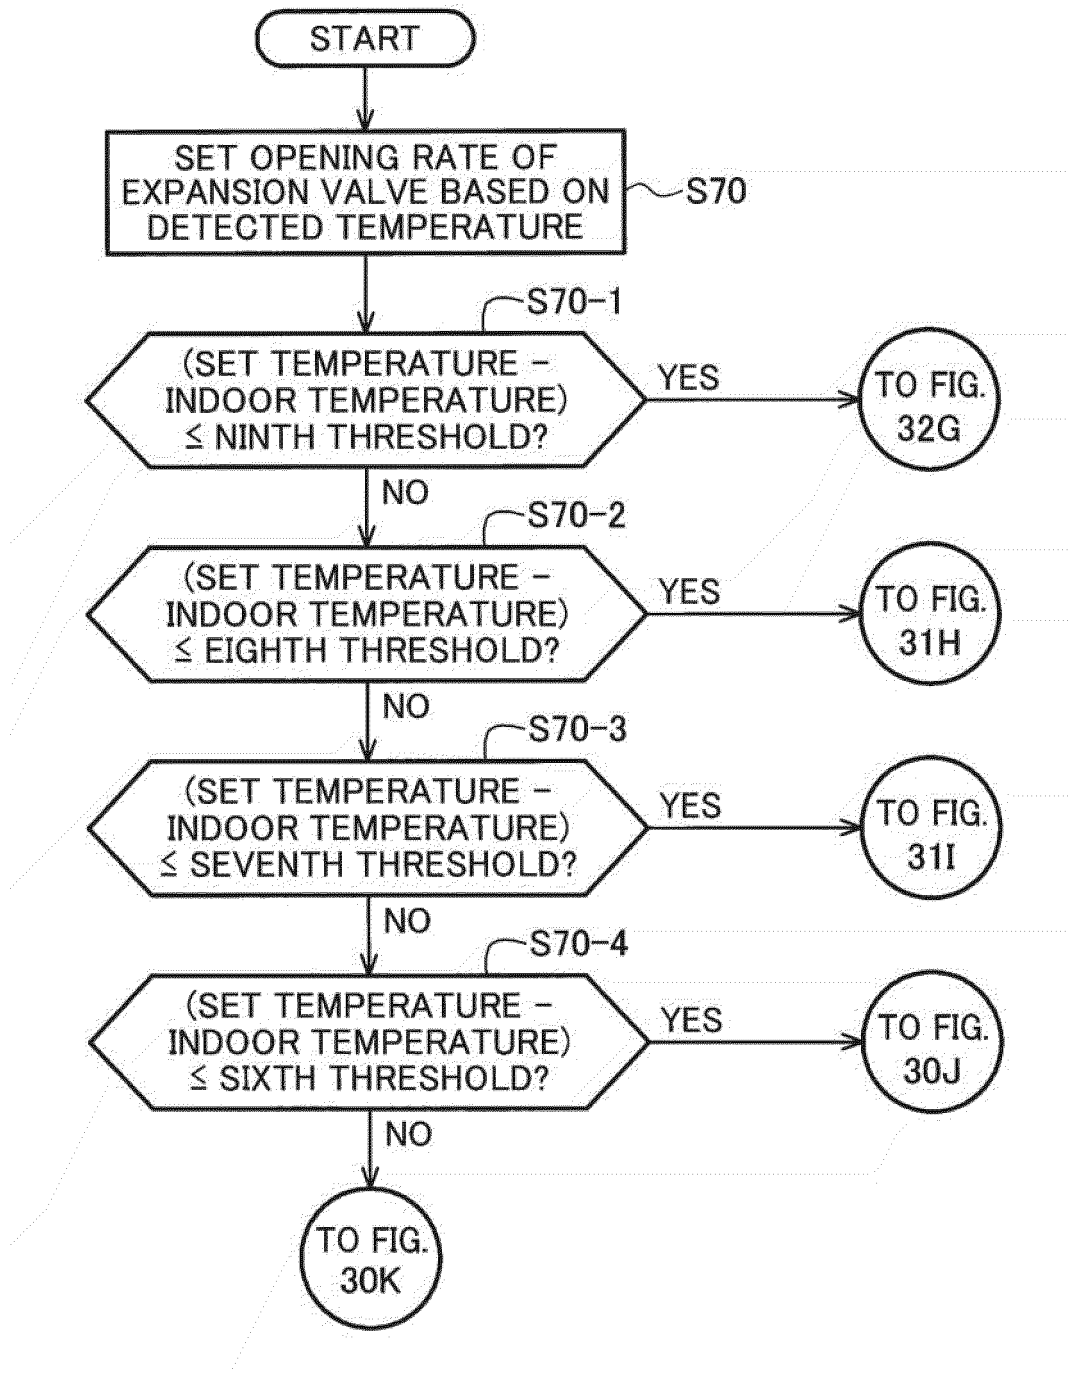 START
SET OPENING RATE OF
EXPANSION VALVE BASED ON
DETECTED TEMPERATURE
S70
S70-1
(SET TEMPERATURE -
INDOOR TEMPERATURE)
≤ NINTH THRESHOLD?
YES
TO FIG.
32G
NO
S70-2
(SET TEMPERATURE -
INDOOR TEMPERATURE)
≤ EIGHTH THRESHOLD?
YES
TO FIG.
31H
NO
S70-3
(SET TEMPERATURE -
INDOOR TEMPERATURE)
≤ SEVENTH THRESHOLD?
YES
TO FIG.
31I
NO
S70-4
(SET TEMPERATURE -
INDOOR TEMPERATURE)
≤ SIXTH THRESHOLD?
YES
TO FIG.
30J
NO
TO FIG.
30K